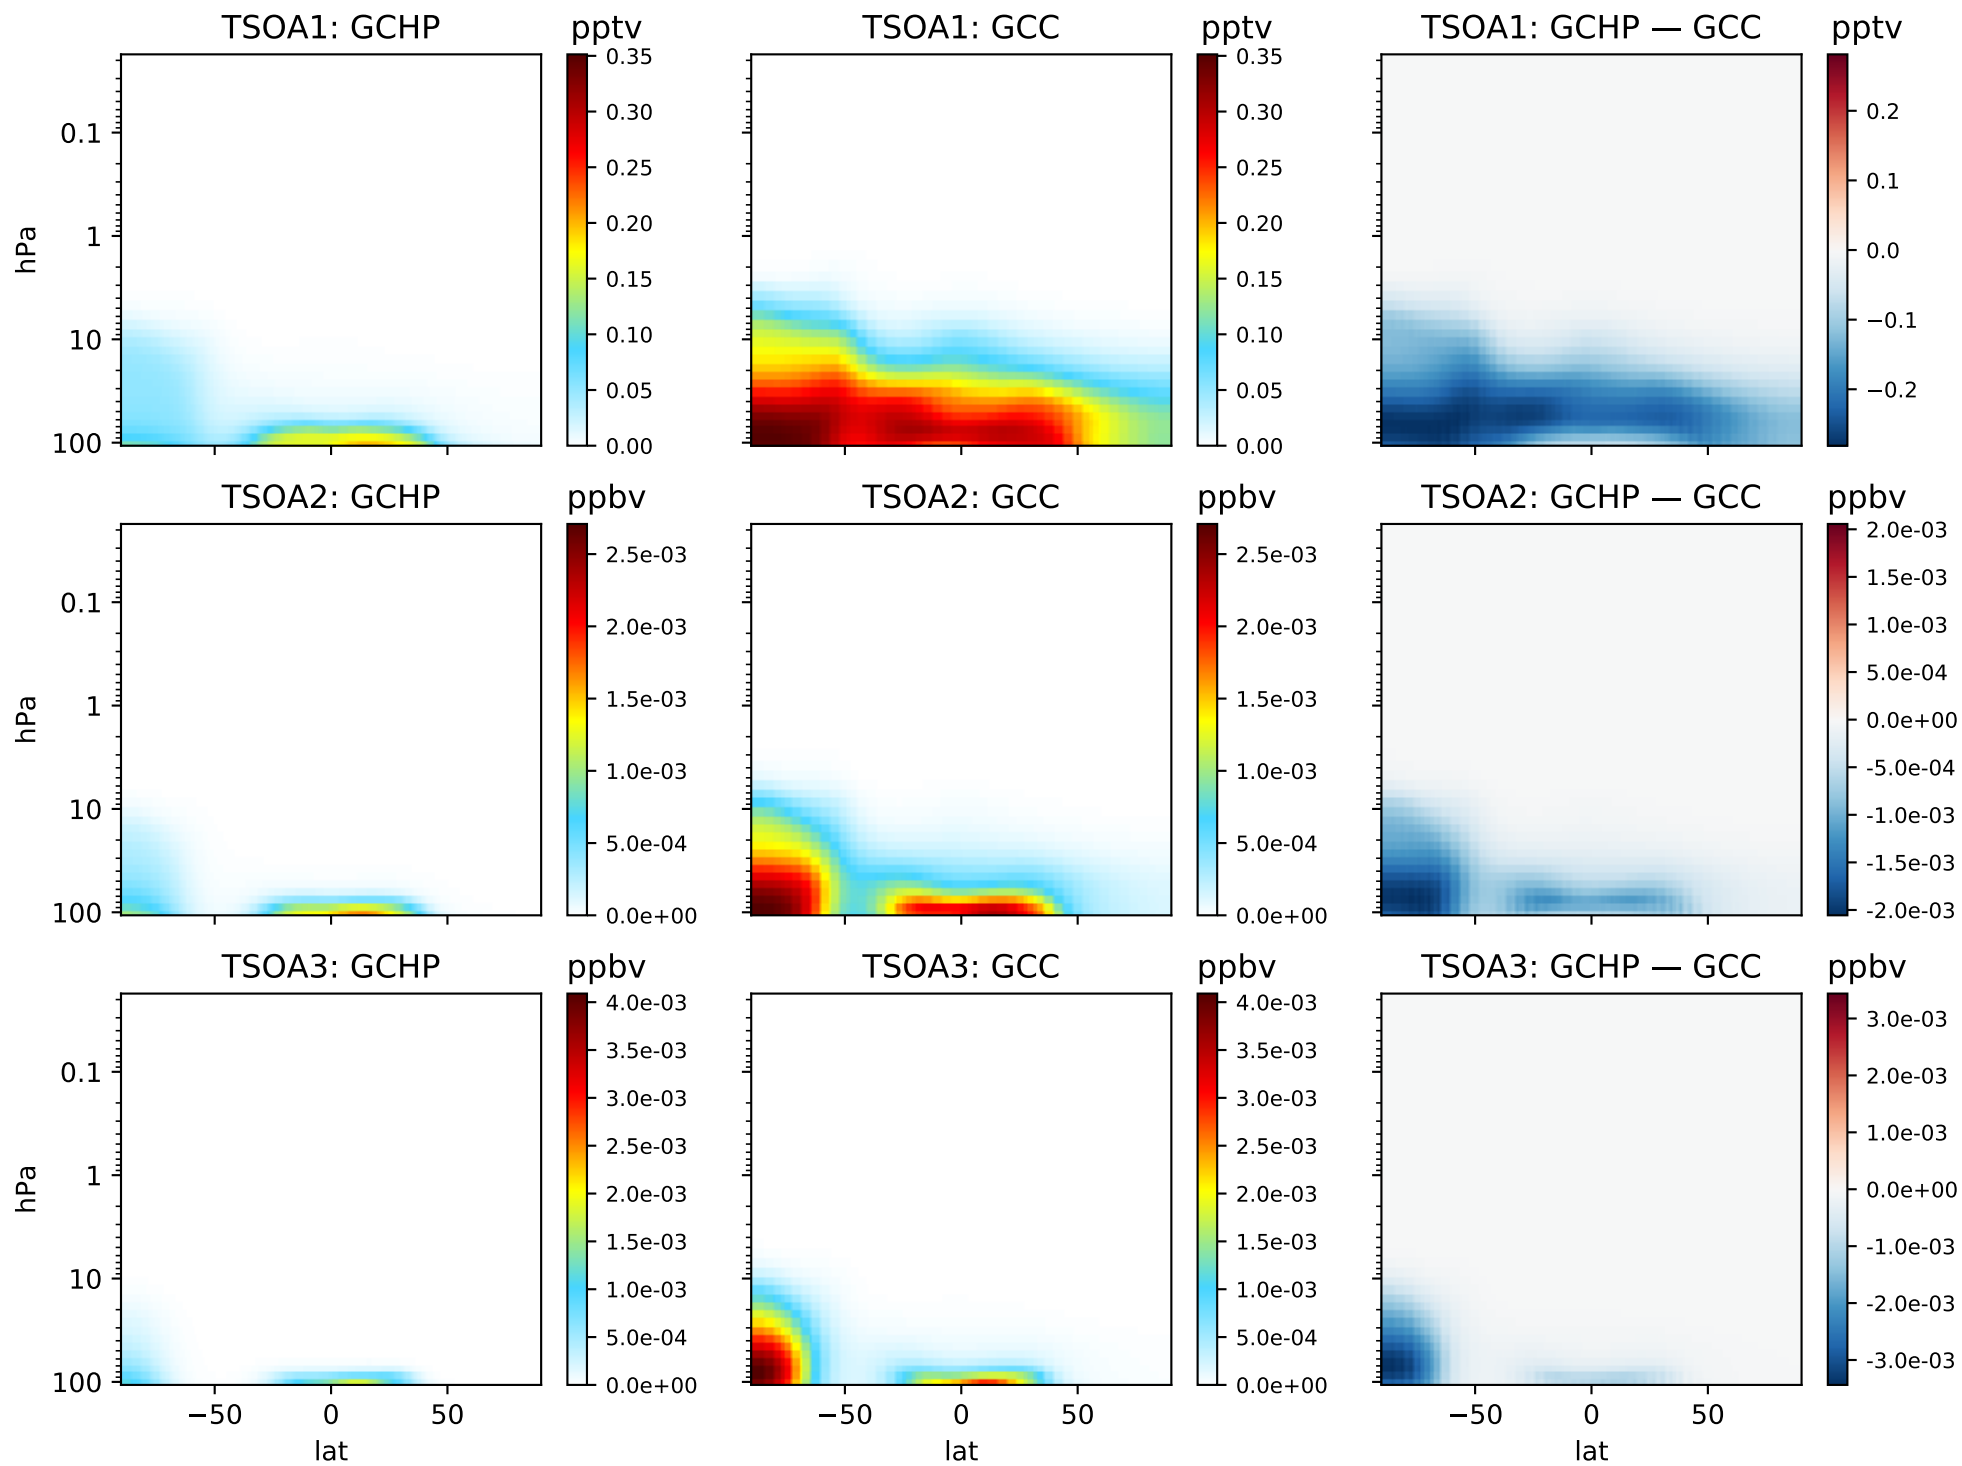 TSOA1: GCHP
pptv
TSOA1: GCC
pptv
TSOA1: GCHP — GCC
pptv
hPa
0.1
1
10
100
0.35
0.30
0.25
0.20
0.15
0.10
0.05
0.00
0.35
0.30
0.25
0.20
0.15
0.10
0.05
0.00
0.2
0.1
0.0
−0.1
−0.2
TSOA2: GCHP
ppbv
TSOA2: GCC
ppbv
TSOA2: GCHP — GCC
ppbv
hPa
0.1
1
10
100
2.5e-03
2.0e-03
1.5e-03
1.0e-03
5.0e-04
0.0e+00
2.5e-03
2.0e-03
1.5e-03
1.0e-03
5.0e-04
0.0e+00
2.0e-03
1.5e-03
1.0e-03
5.0e-04
0.0e+00
-5.0e-04
-1.0e-03
-1.5e-03
-2.0e-03
TSOA3: GCHP
ppbv
TSOA3: GCC
ppbv
TSOA3: GCHP — GCC
ppbv
hPa
0.1
1
10
100
4.0e-03
3.5e-03
3.0e-03
2.5e-03
2.0e-03
1.5e-03
1.0e-03
5.0e-04
0.0e+00
4.0e-03
3.5e-03
3.0e-03
2.5e-03
2.0e-03
1.5e-03
1.0e-03
5.0e-04
0.0e+00
3.0e-03
2.0e-03
1.0e-03
0.0e+00
-1.0e-03
-2.0e-03
-3.0e-03
−50 0 50
lat
−50 0 50
lat
−50 0 50
lat